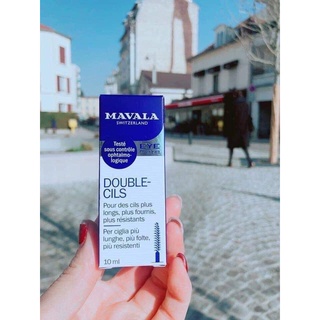 MAVALA
SWITZERLAND
Testé
sous contrôle
ophtalmo-
logique
EYE
DOUBLE-
CILS
Pour des cils plus
longs, plus fournis,
plus résistants
Per ciglia più
lunghe, più folte,
più resistenti
10 ml